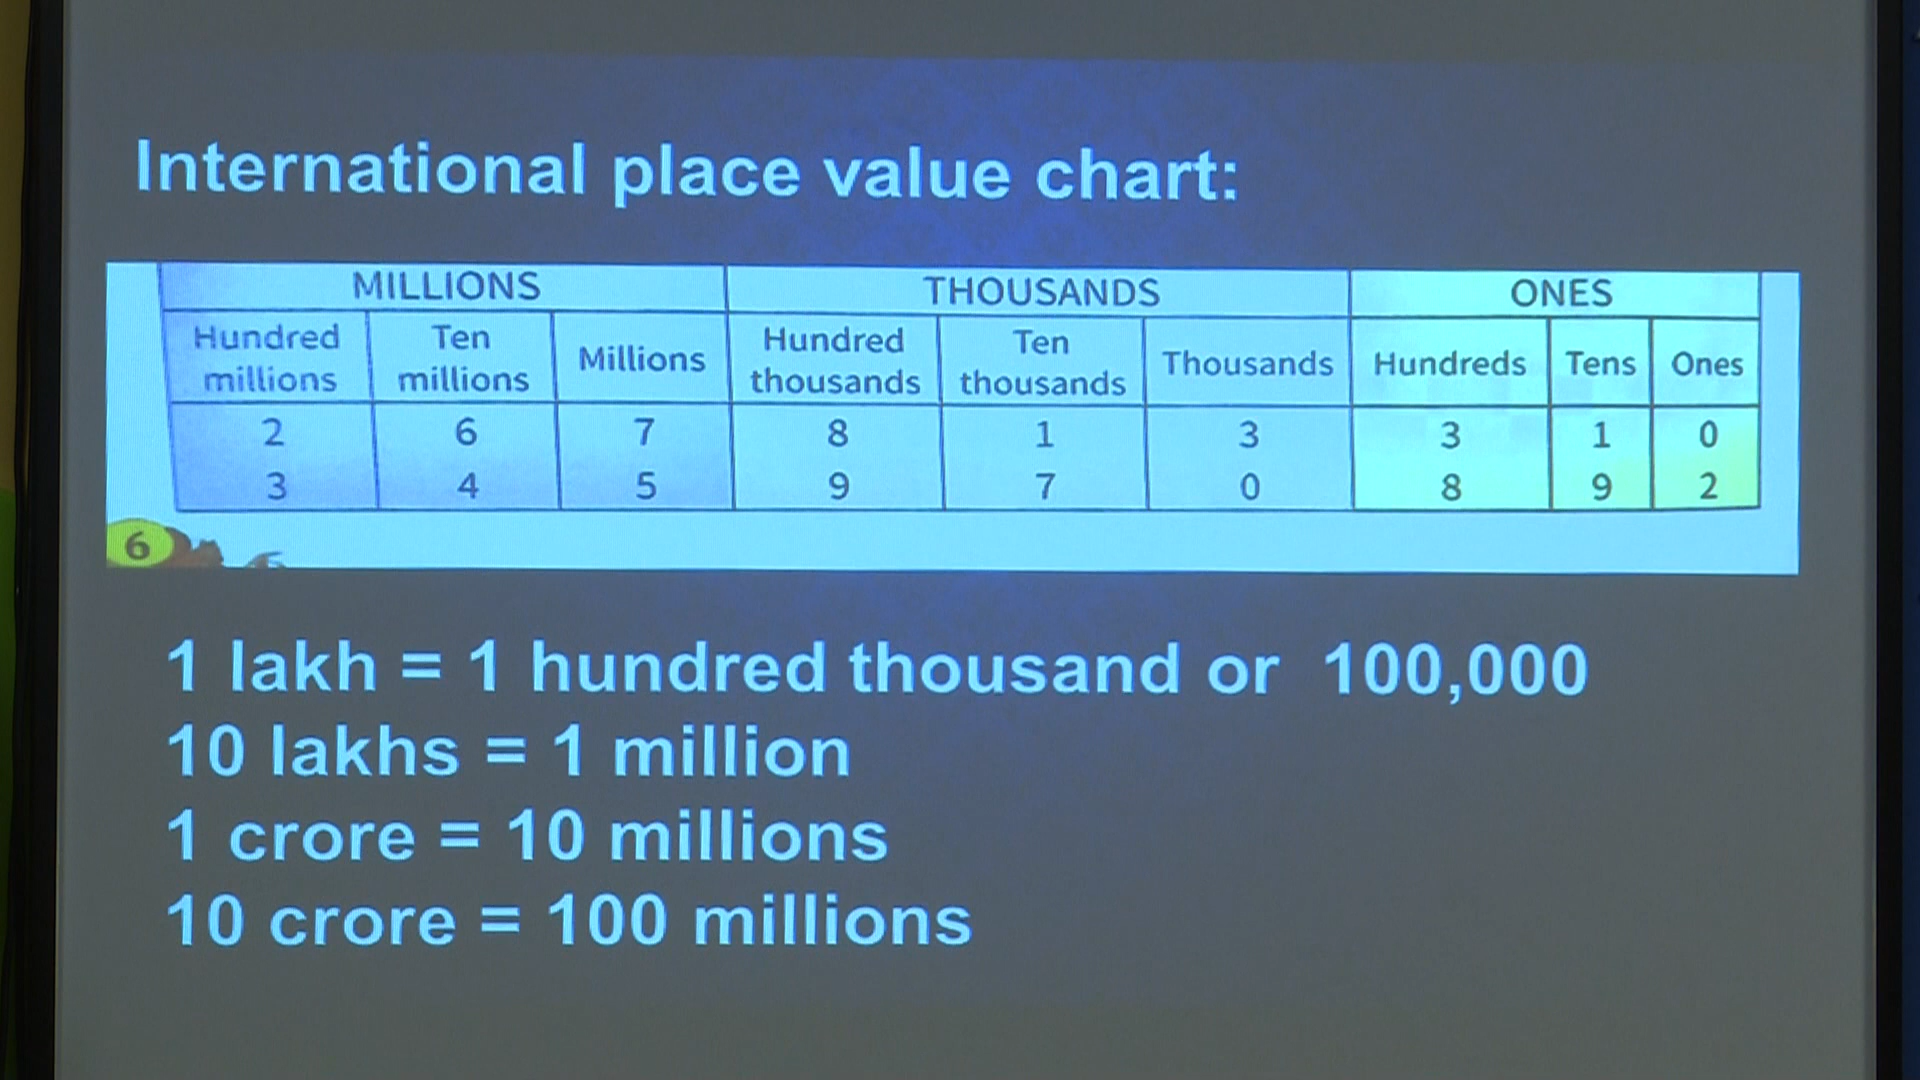 International place value chart:
MILLIONS THOUSANDS ONES
Hundred millions Ten millions Millions Hundred thousands Ten thousands Thousands Hundreds Tens Ones
2 6 7 8 1 3 3 1 0
3 4 5 9 7 0 8 9 2
6
1 lakh = 1 hundred thousand or 100,000
10 lakhs = 1 million
1 crore = 10 millions
10 crore = 100 millions